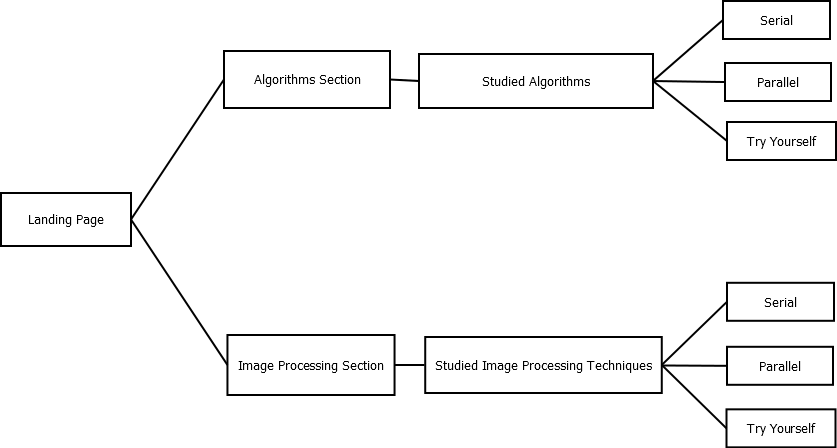 Serial
Algorithms Section
Studied Algorithms
Parallel
Try Yourself
Landing Page
Serial
Image Processing Section
Studied Image Processing Techniques
Parallel
Try Yourself